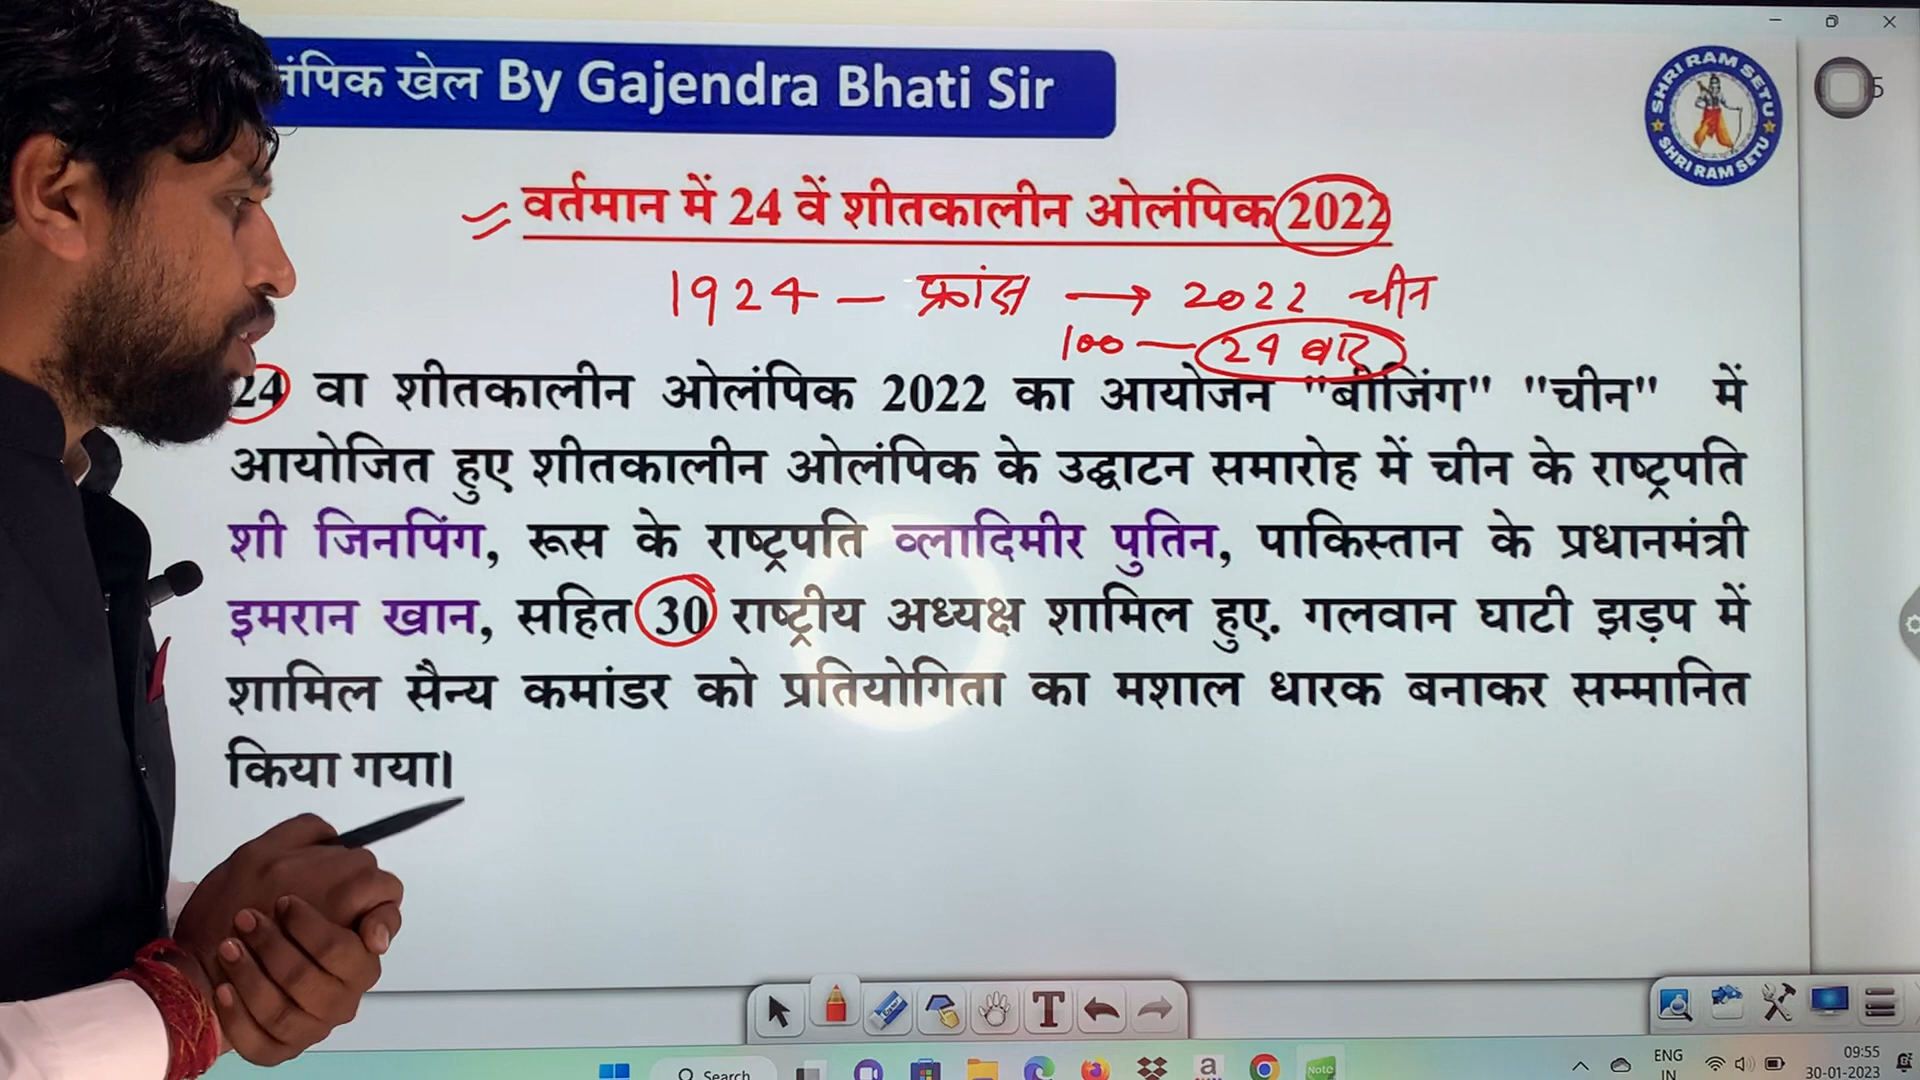 लंपिक खेल By Gajendra Bhati Sir
SHRI RAM SETU
SHRI RAM SETU
5
वर्तमान में 24 वें शीतकालीन ओलंपिक 2022
1924 – फ्रांस → 2022 चीन
100 – 24 बार
24 वा शीतकालीन ओलंपिक 2022 का आयोजन "बीजिंग" "चीन" में
आयोजित हुए शीतकालीन ओलंपिक के उद्घाटन समारोह में चीन के राष्ट्रपति
शी जिनपिंग, रूस के राष्ट्रपति व्लादिमीर पुतिन, पाकिस्तान के प्रधानमंत्री
इमरान खान, सहित 30 राष्ट्रीय अध्यक्ष शामिल हुए. गलवान घाटी झड़प में
शामिल सैन्य कमांडर को प्रतियोगिता का मशाल धारक बनाकर सम्मानित
किया गया।
T
Search
a
Note
ENG
IN
09:55
30-01-2023